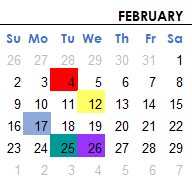 FEBRUARY
Su Mo Tu We Th Fr Sa
26 27 28 29 30 31 1
2 3 4 5 6 7 8
9 10 11 12 13 14 15
16 17 18 19 20 21 22
23 24 25 26 27 28 29
1 2 3 4 5 6 7